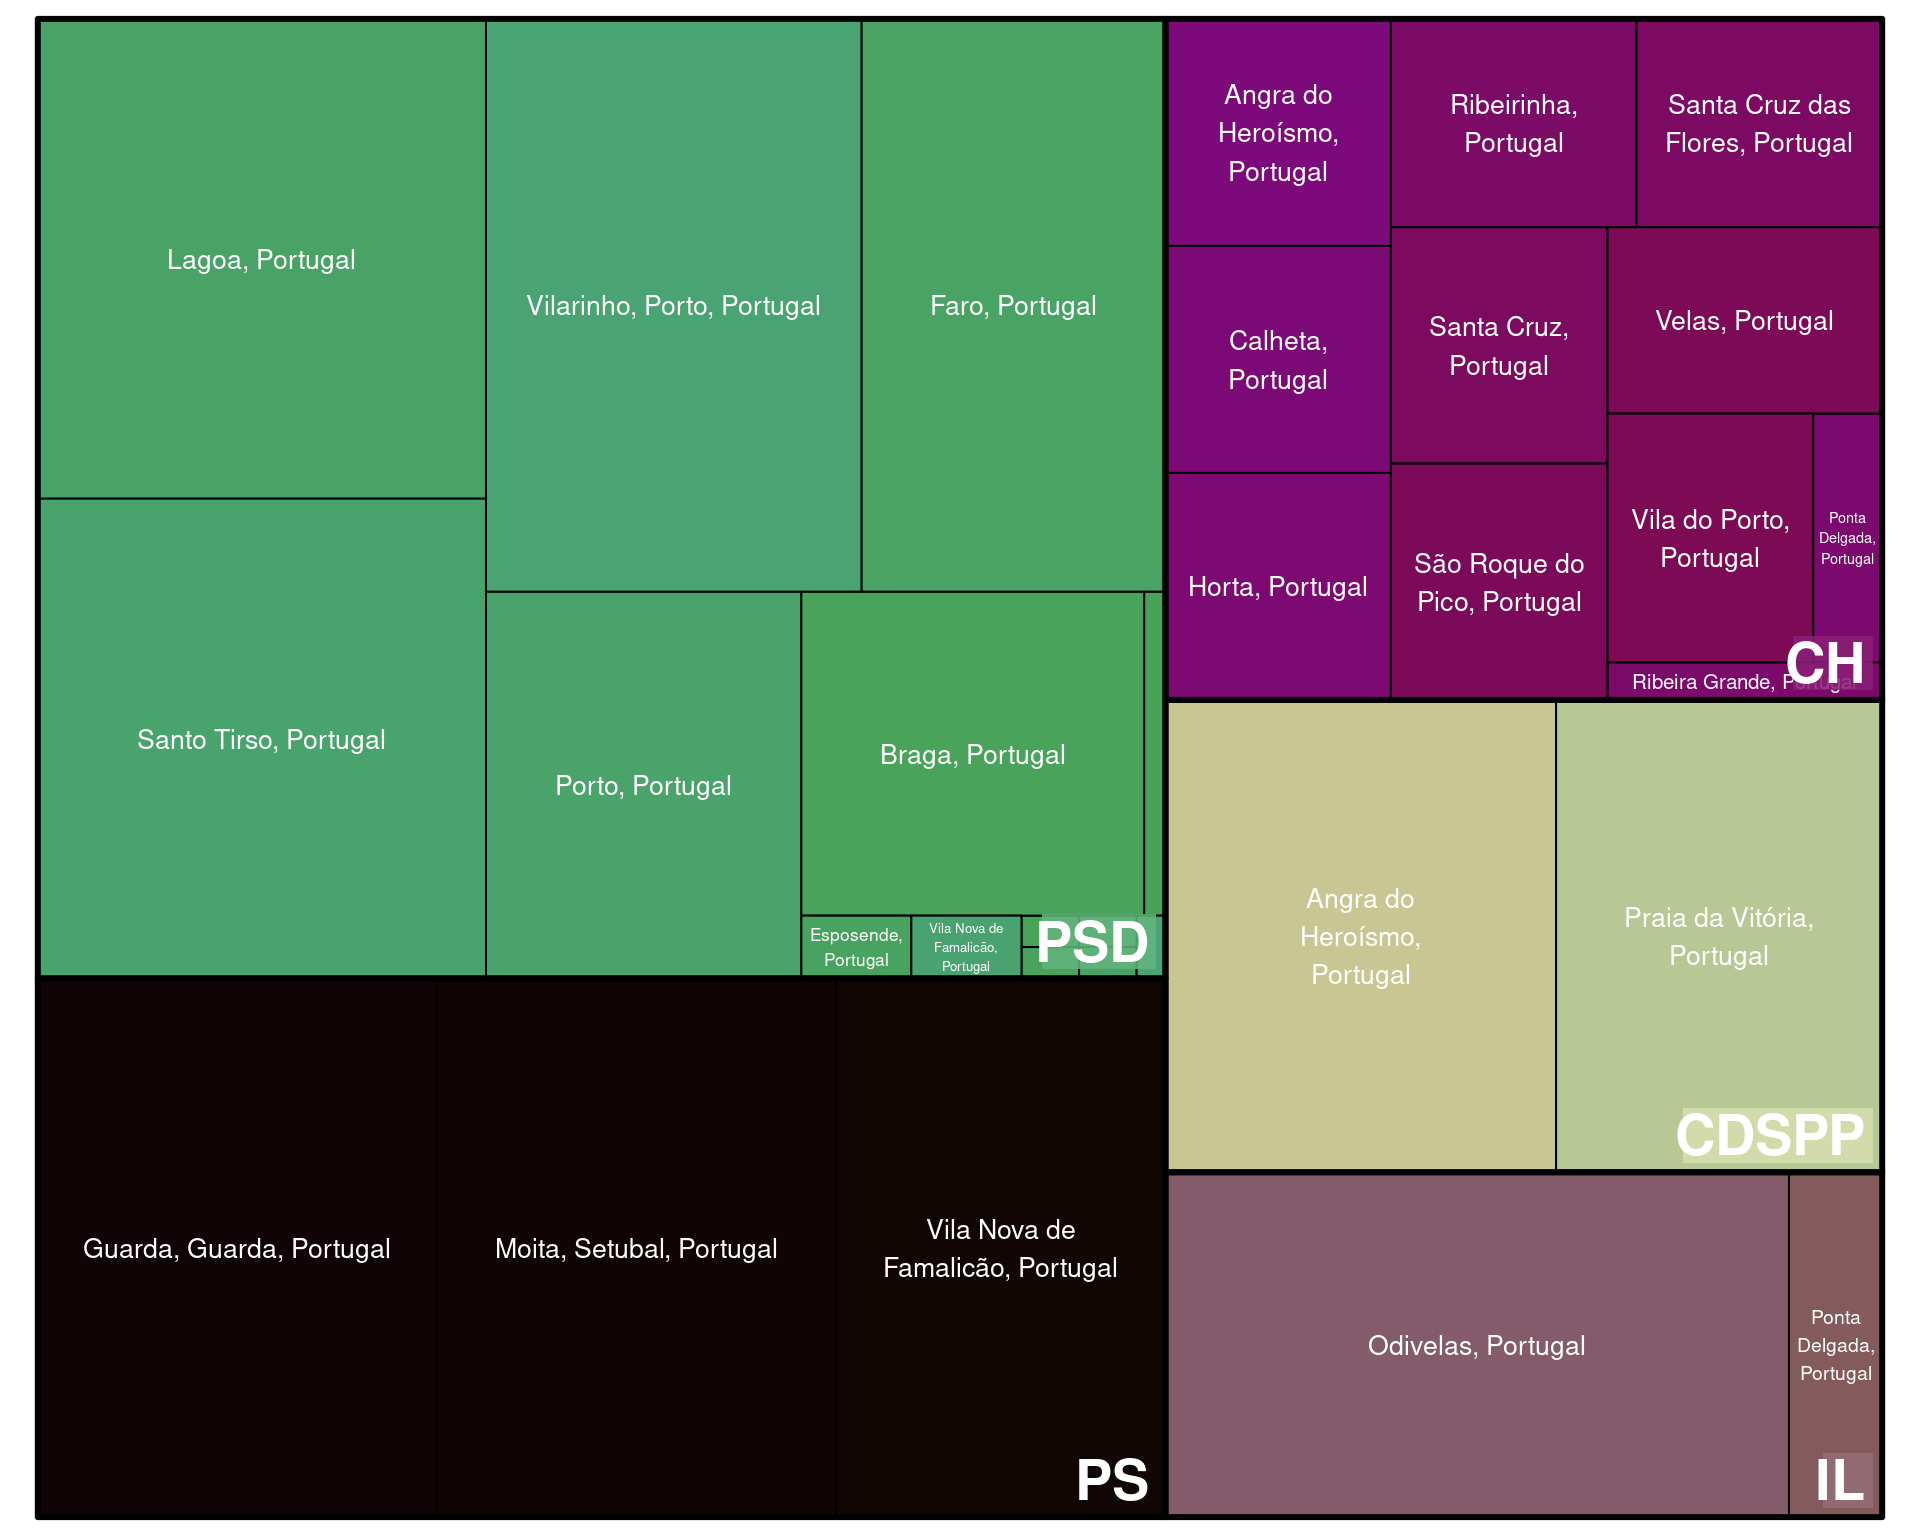 Lagoa, Portugal
Vilarinho, Porto, Portugal
Faro, Portugal
Santo Tirso, Portugal
Porto, Portugal
Braga, Portugal
Esposende,
Portugal
Vila Nova de
Famalicão,
Portugal
PSD
Guarda, Guarda, Portugal
Moita, Setubal, Portugal
Vila Nova de
Famalicão, Portugal
PS
Angra do
Heroísmo,
Portugal
Ribeirinha,
Portugal
Santa Cruz das
Flores, Portugal
Calheta,
Portugal
Santa Cruz,
Portugal
Velas, Portugal
Horta, Portugal
São Roque do
Pico, Portugal
Vila do Porto,
Portugal
Ponta
Delgada,
Portugal
Ribeira Grande, Portugal
CH
Angra do
Heroísmo,
Portugal
Praia da Vitória,
Portugal
CDSPP
Odivelas, Portugal
Ponta
Delgada,
Portugal
IL